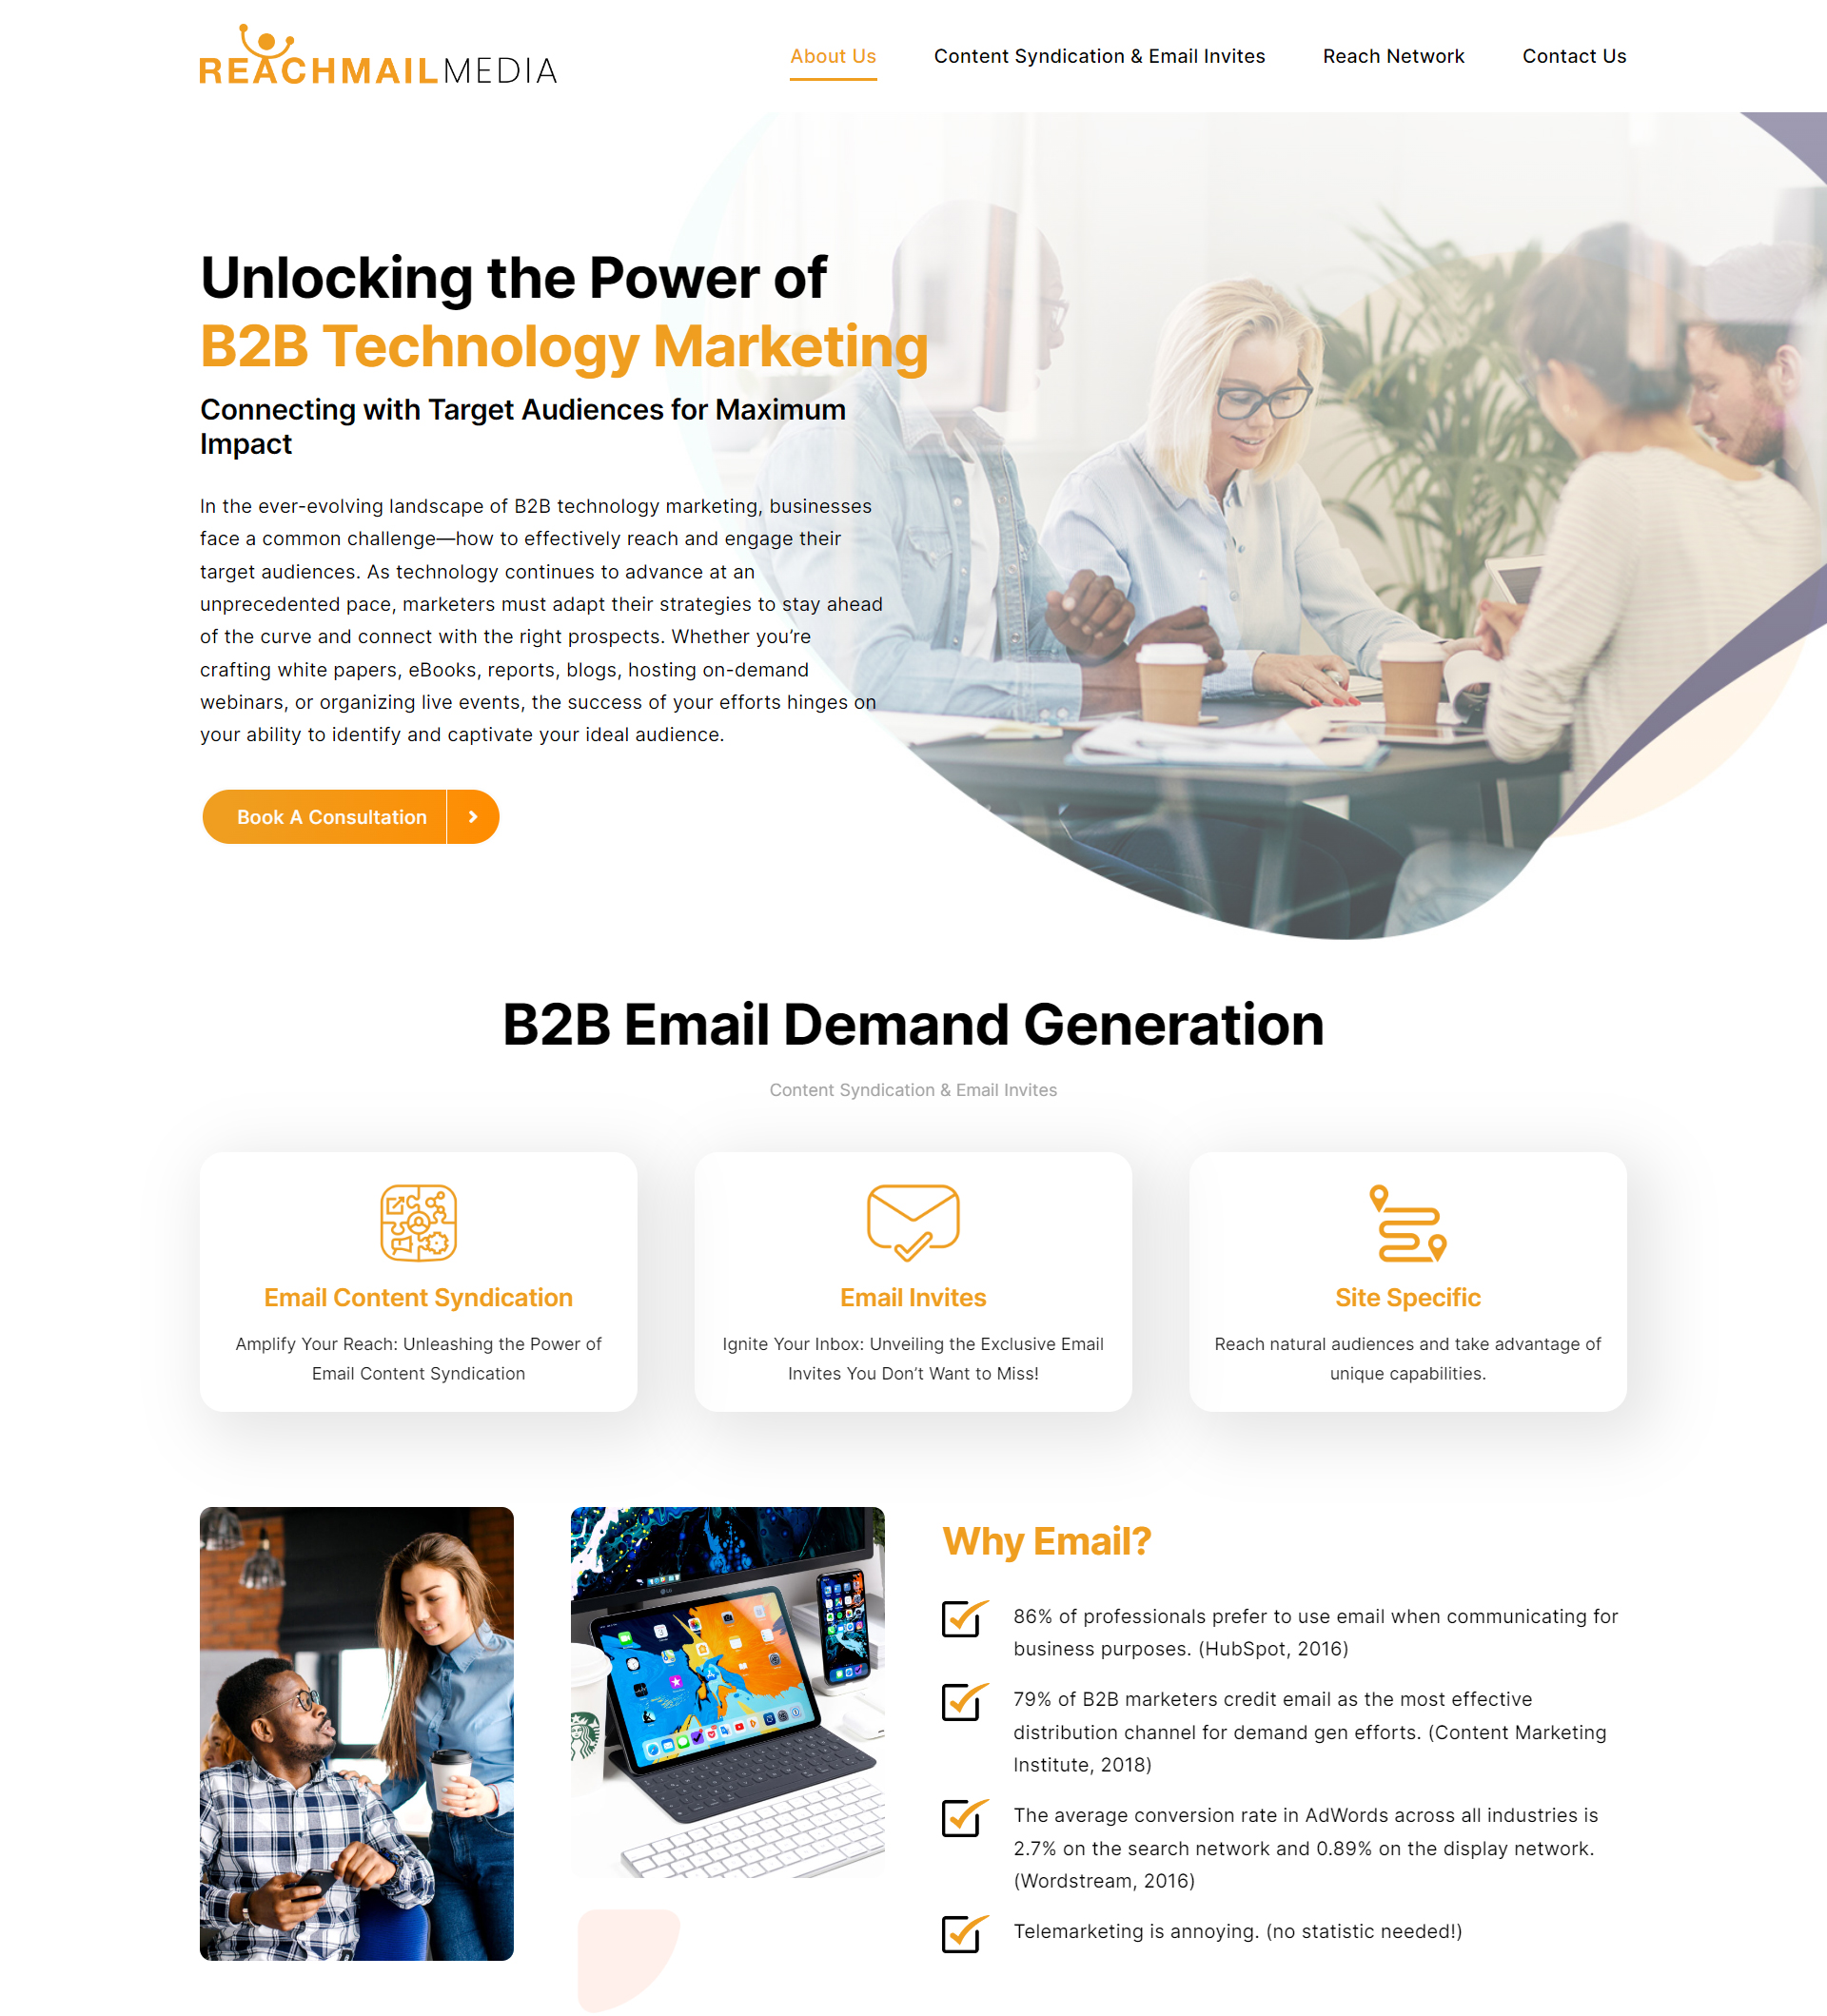 REACHMAILMEDIA
About Us
Content Syndication & Email Invites
Reach Network
Contact Us
Unlocking the Power of
B2B Technology Marketing
Connecting with Target Audiences for Maximum
Impact
In the ever-evolving landscape of B2B technology marketing, businesses
face a common challenge—how to effectively reach and engage their
target audiences. As technology continues to advance at an
unprecedented pace, marketers must adapt their strategies to stay ahead
of the curve and connect with the right prospects. Whether you’re
crafting white papers, eBooks, reports, blogs, hosting on-demand
webinars, or organizing live events, the success of your efforts hinges on
your ability to identify and captivate your ideal audience.
Book A Consultation
B2B Email Demand Generation
Content Syndication & Email Invites
Email Content Syndication
Amplify Your Reach: Unleashing the Power of
Email Content Syndication
Email Invites
Ignite Your Inbox: Unveiling the Exclusive Email
Invites You Don’t Want to Miss!
Site Specific
Reach natural audiences and take advantage of
unique capabilities.
Why Email?
86% of professionals prefer to use email when communicating for
business purposes. (HubSpot, 2016)
79% of B2B marketers credit email as the most effective
distribution channel for demand gen efforts. (Content Marketing
Institute, 2018)
The average conversion rate in AdWords across all industries is
2.7% on the search network and 0.89% on the display network.
(Wordstream, 2016)
Telemarketing is annoying. (no statistic needed!)